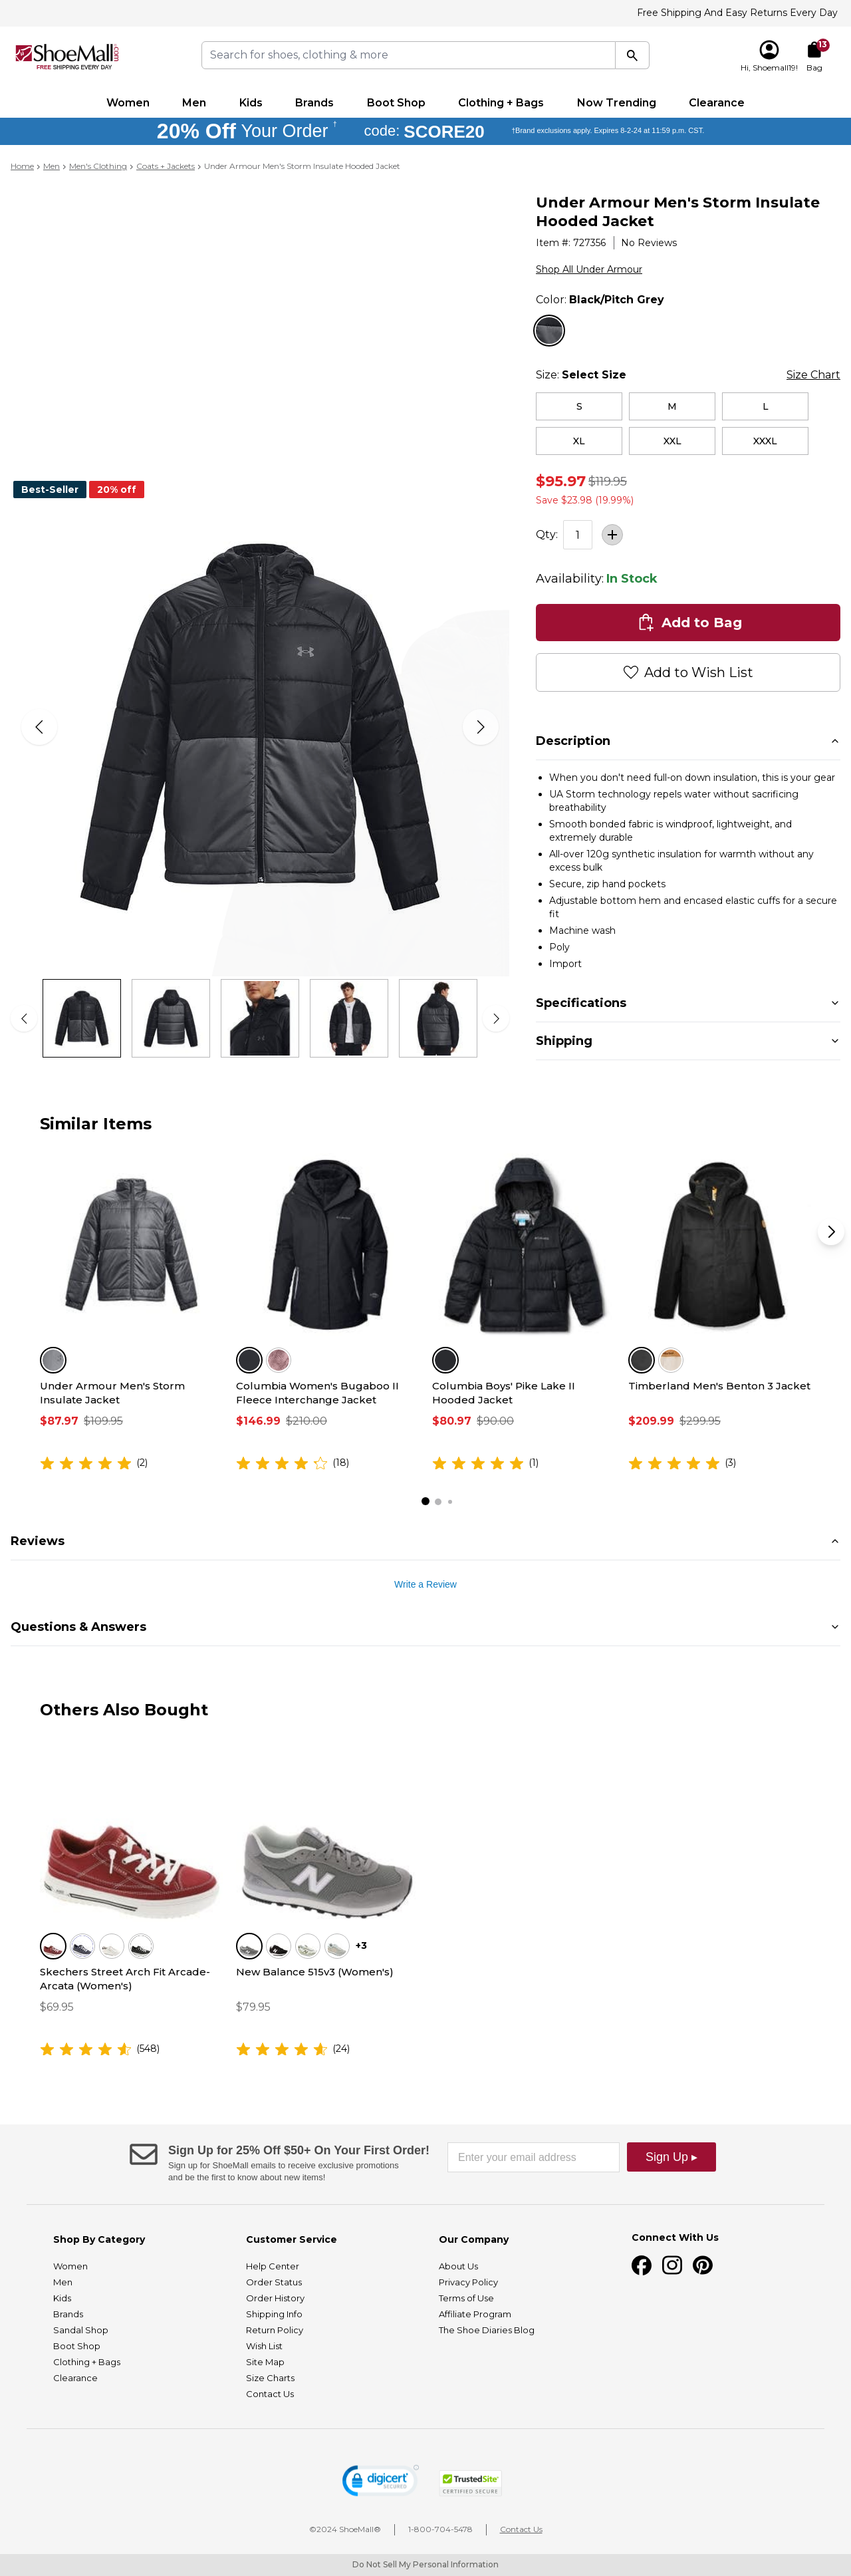 Free Shipping And Easy Returns Every Day
ShoeMall.com
FREE SHIPPING EVERY DAY
Search for shoes, clothing & more
13
Hi, Shoemall19!
Bag
Women Men Kids Brands Boot Shop Clothing + Bags Now Trending Clearance
20% Off Your Order † code: SCORE20 †Brand exclusions apply. Expires 8-2-24 at 11:59 p.m. CST.
Home > Men > Men's Clothing > Coats + Jackets > Under Armour Men's Storm Insulate Hooded Jacket
Under Armour Men's Storm Insulate
Hooded Jacket
Item #: 727356 | No Reviews
Shop All Under Armour
Color: Black/Pitch Grey
Size: Select Size
Size Chart
S M L
XL XXL XXXL
$95.97 $119.95
Save $23.98 (19.99%)
Best-Seller 20% off
Qty: 1 +
Availability: In Stock
Add to Bag
Add to Wish List
Description
• When you don't need full-on down insulation, this is your gear
• UA Storm technology repels water without sacrificing
breathability
• Smooth bonded fabric is windproof, lightweight, and
extremely durable
• All-over 120g synthetic insulation for warmth without any
excess bulk
• Secure, zip hand pockets
• Adjustable bottom hem and encased elastic cuffs for a secure
fit
• Machine wash
• Poly
• Import
Specifications
Shipping
Similar Items
Under Armour Men's Storm
Insulate Jacket
$87.97 $109.95
(2)
Columbia Women's Bugaboo II
Fleece Interchange Jacket
$146.99 $210.00
(18)
Columbia Boys' Pike Lake II
Hooded Jacket
$80.97 $90.00
(1)
Timberland Men's Benton 3 Jacket
$209.99 $299.95
(3)
Reviews
Write a Review
Questions & Answers
Others Also Bought
Skechers Street Arch Fit Arcade-
Arcata (Women's)
$69.95
(548)
+3
New Balance 515v3 (Women's)
$79.95
(24)
Sign Up for 25% Off $50+ On Your First Order!
Sign up for ShoeMall emails to receive exclusive promotions
and be the first to know about new items!
Enter your email address
Sign Up ▸
Shop By Category
Women
Men
Kids
Brands
Sandal Shop
Boot Shop
Clothing + Bags
Clearance
Customer Service
Help Center
Order Status
Order History
Shipping Info
Return Policy
Wish List
Site Map
Size Charts
Contact Us
Our Company
About Us
Privacy Policy
Terms of Use
Affiliate Program
The Shoe Diaries Blog
Connect With Us
digicert
SECURED
TrustedSite
CERTIFIED SECURE
©2024 ShoeMall® | 1-800-704-5478 | Contact Us
Do Not Sell My Personal Information